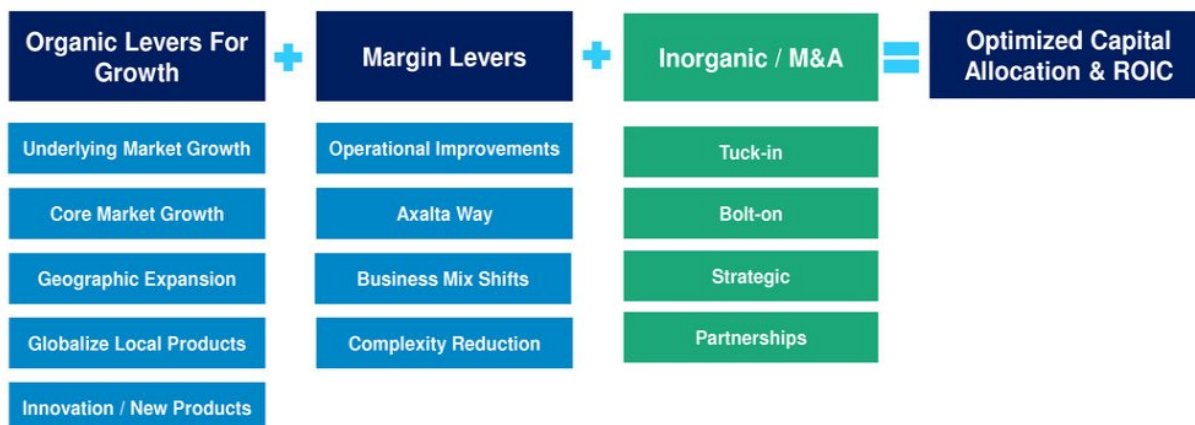 Organic Levers For
Growth
+
Margin Levers
+
Inorganic / M&A
=
Optimized Capital
Allocation & ROIC
Underlying Market Growth
Core Market Growth
Geographic Expansion
Globalize Local Products
Innovation / New Products
Operational Improvements
Axalta Way
Business Mix Shifts
Complexity Reduction
Tuck-in
Bolt-on
Strategic
Partnerships